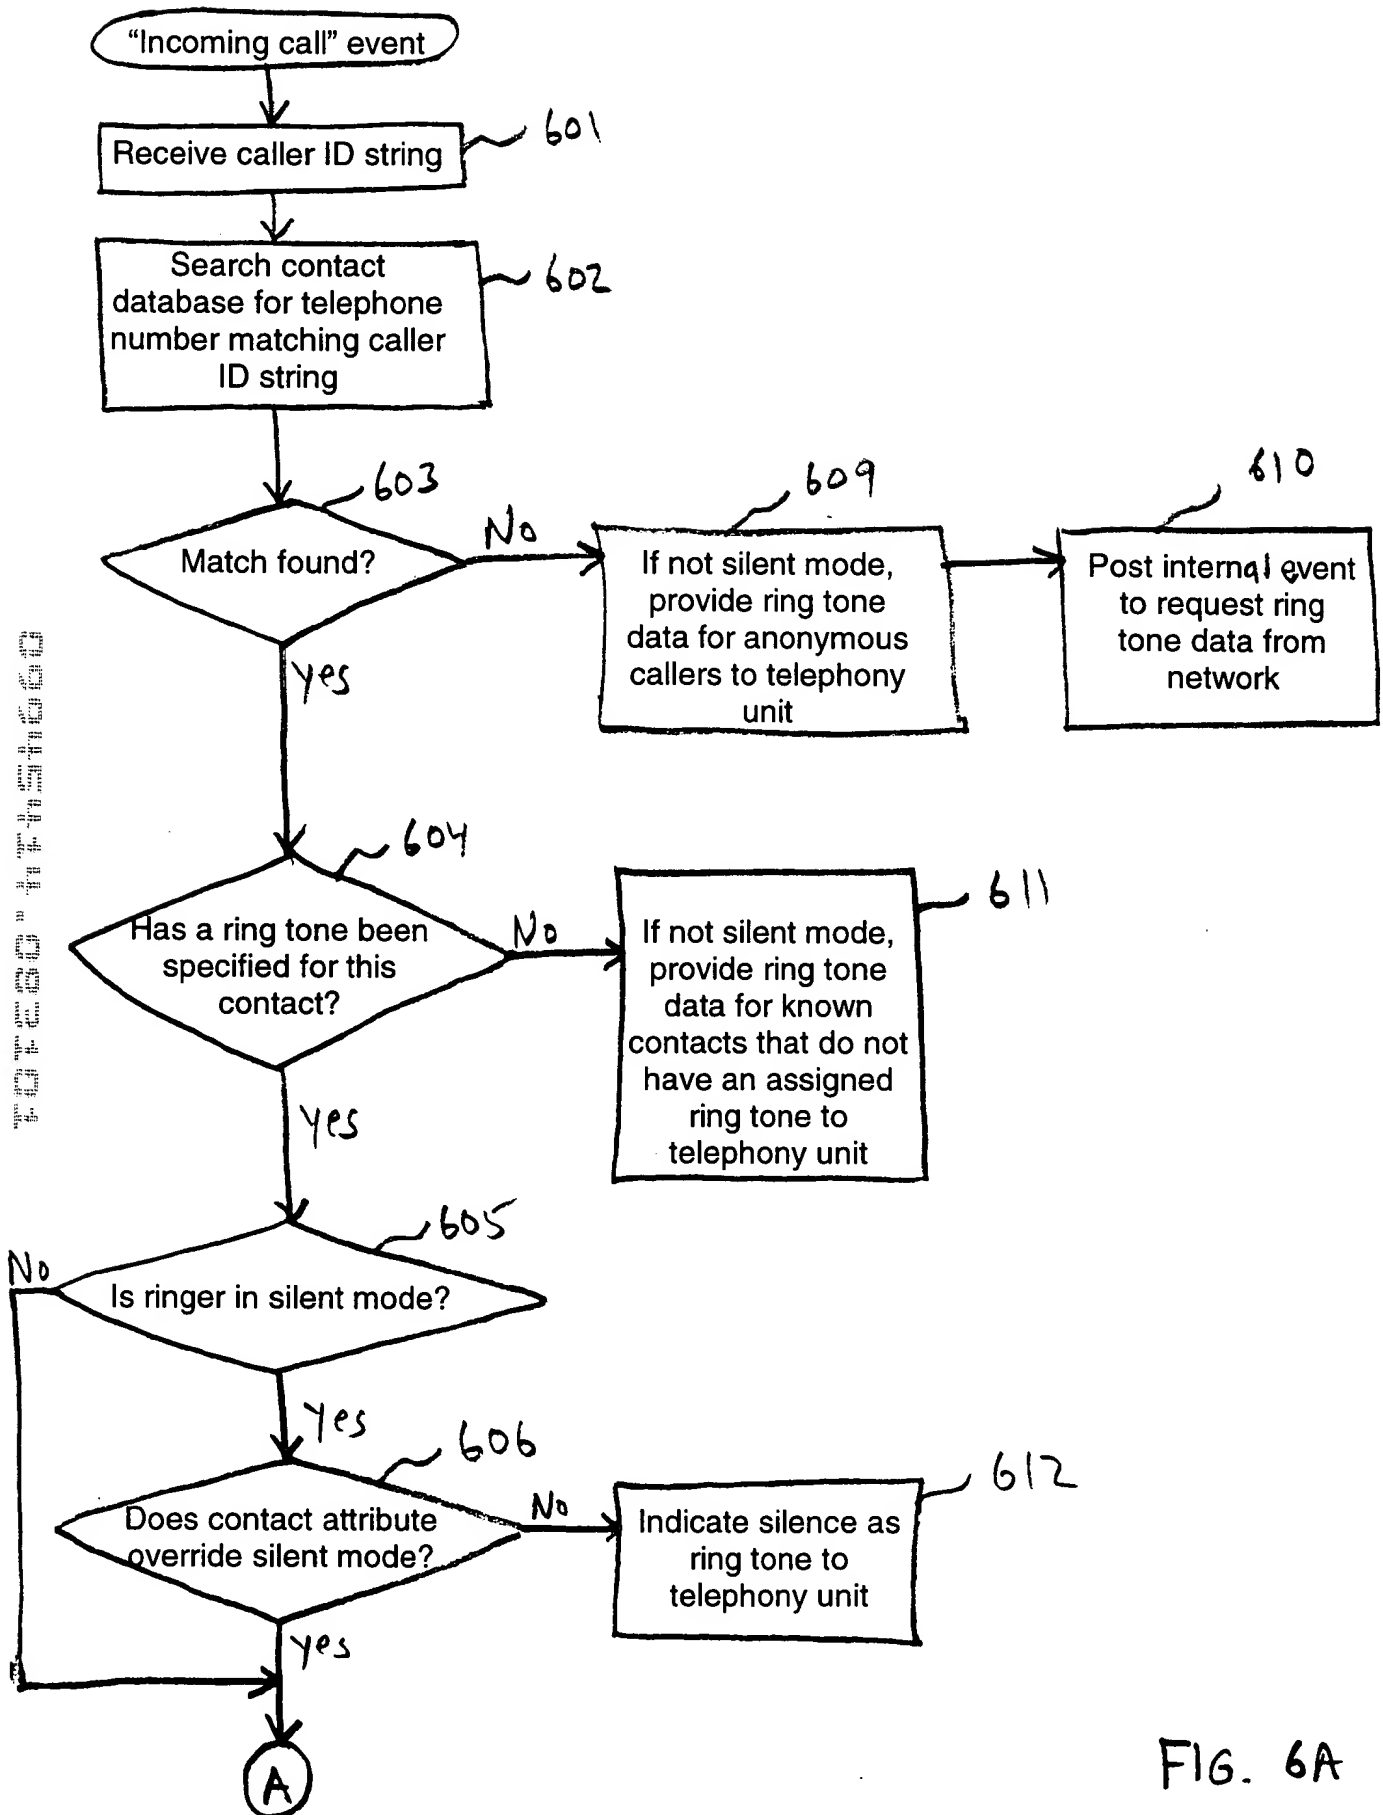 “Incoming call” event
601
Receive caller ID string
602
Search contact
database for telephone
number matching caller
ID string
603
Match found?
No
609
If not silent mode,
provide ring tone
data for anonymous
callers to telephony
unit
610
Post internal event
to request ring
tone data from
network
yes
604
Has a ring tone been
specified for this
contact?
No
611
If not silent mode,
provide ring tone
data for known
contacts that do not
have an assigned
ring tone to
telephony unit
yes
605
No
Is ringer in silent mode?
yes
606
Does contact attribute
override silent mode?
No
612
Indicate silence as
ring tone to
telephony unit
yes
A
FIG. 6A